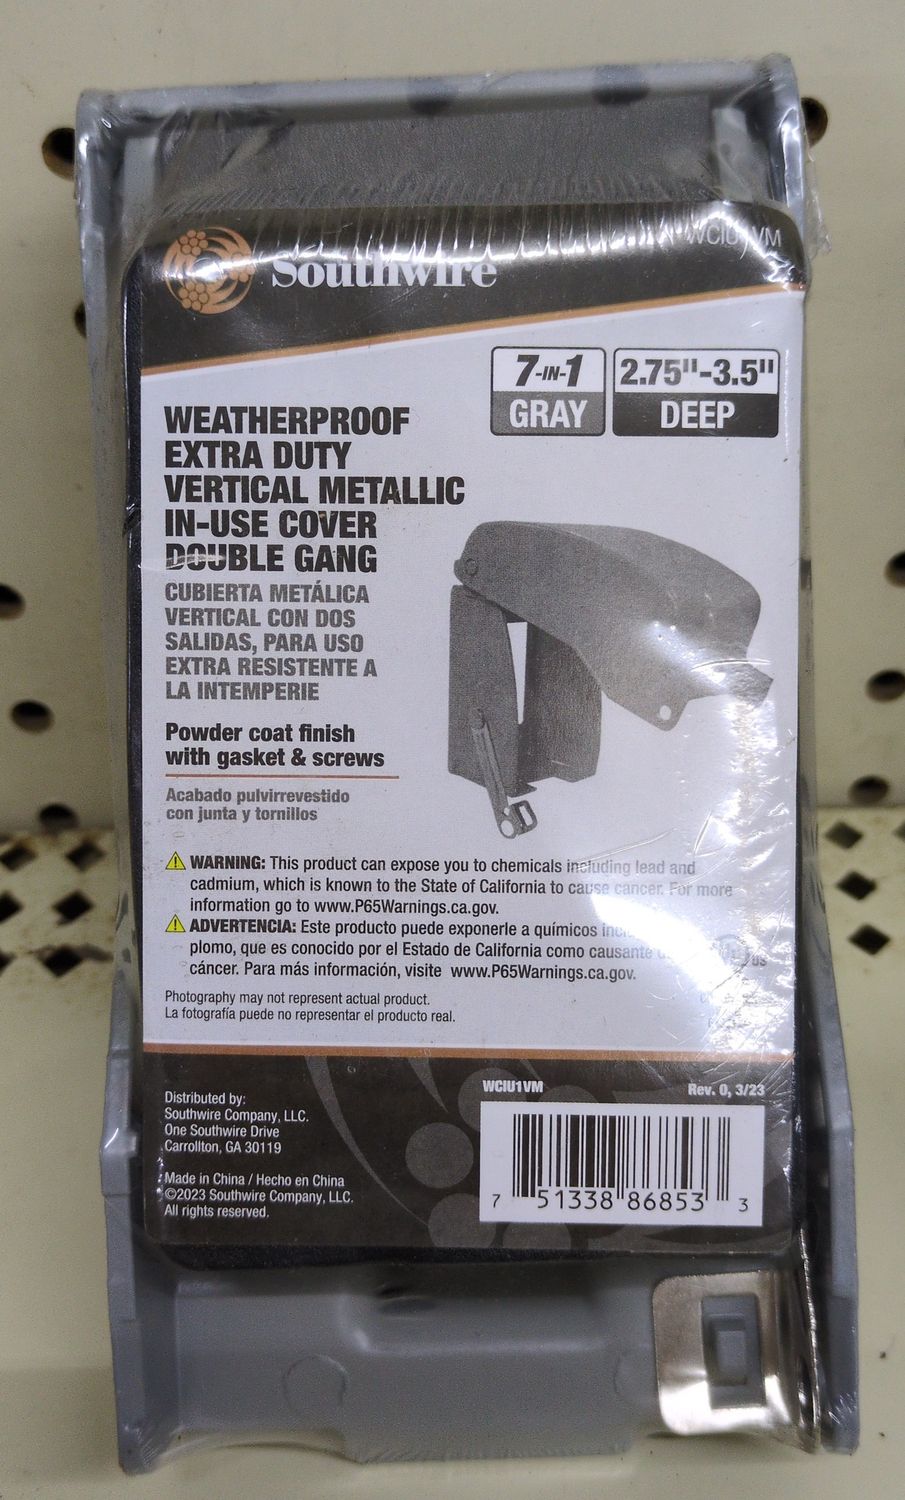 Southwire
WCIU1VM
7-IN-1
GRAY
2.75"-3.5"
DEEP
WEATHERPROOF
EXTRA DUTY
VERTICAL METALLIC
IN-USE COVER
DOUBLE GANG
CUBIERTA METÁLICA
VERTICAL CON DOS
SALIDAS, PARA USO
EXTRA RESISTENTE A
LA INTEMPERIE
Powder coat finish
with gasket & screws
Acabado pulvirrevestido
con junta y tornillos
WARNING: This product can expose you to chemicals including lead and
cadmium, which is known to the State of California to cause cancer. For more
information go to www.P65Warnings.ca.gov.
ADVERTENCIA: Este producto puede exponerle a químicos
plomo, que es conocido por el Estado de California como causante
cáncer. Para más información, visite www.P65Warnings.ca.gov.
Photography may not represent actual product.
La fotografía puede no representar el producto real.
Distributed by:
Southwire Company, LLC.
One Southwire Drive
Carrollton, GA 30119
Made in China / Hecho en China
©2023 Southwire Company, LLC.
All rights reserved.
WCIU1VM
Rev. 0, 3/23
7 51338 86853 3